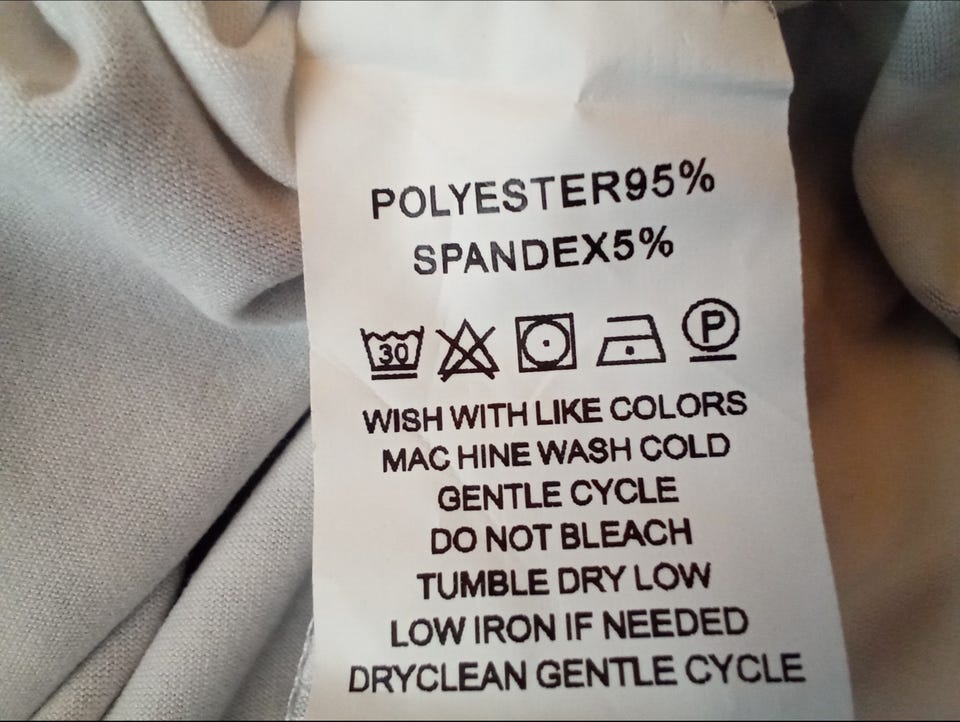 POLYESTER95%
SPANDEX5%
30 P
WISH WITH LIKE COLORS
MAC HINE WASH COLD
GENTLE CYCLE
DO NOT BLEACH
TUMBLE DRY LOW
LOW IRON IF NEEDED
DRYCLEAN GENTLE CYCLE